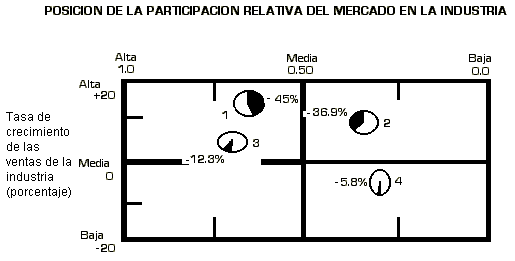 POSICION DE LA PARTICIPACION RELATIVA DEL MERCADO EN LA INDUSTRIA
Alta Media Baja
1.0 0.50 0.0
Alta
+20
Tasa de
crecimiento
de las
ventas de la
industria
(porcentaje)
1 - 45%
- 36.9% 2
3
-12.3%
Media
0
- 5.8% 4
Baja
-20